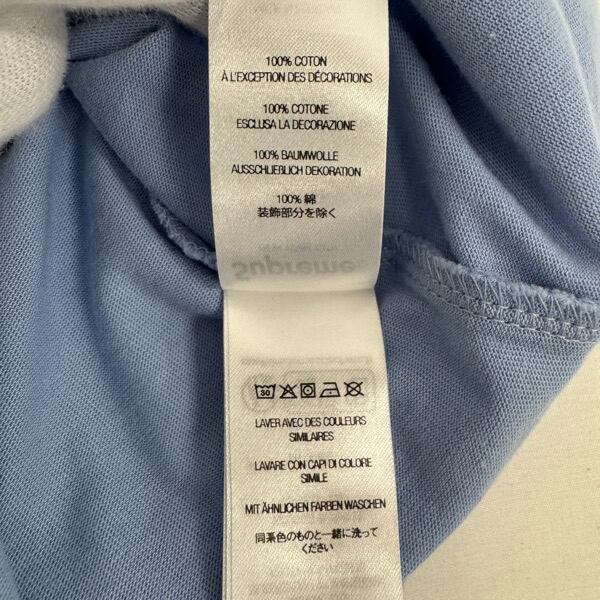 100% COTON
À L'EXCEPTION DES DÉCORATIONS
100% COTONE
ESCLUSA LA DECORAZIONE
100% BAUMWOLLE
AUSSCHLIEßLICH DEKORATION
100% 綿
装飾部分を除く
Supreme
30
LAVER AVEC DES COULEURS
SIMILAIRES
LAVARE CON CAPI DI COLORE
SIMILE
MIT ÄHNLICHEN FARBEN WASCHEN
同系色のものと一緒に洗って
ください